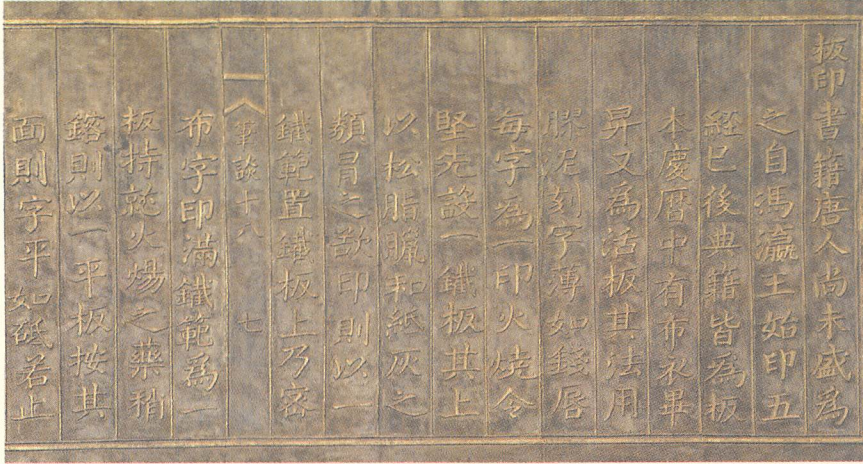 板印書籍唐人尚未盛爲
之自馮瀛王始印五
經已後典籍皆爲板
本慶曆中有布衣畢
昇又爲活板其法用
膠泥刻字薄如錢唇
每字爲一印火燒令
堅先設一鐵板其上
以松脂臘和紙灰之
類冒之欲印則以一
鐵範置鐵板上乃密
筆談十八 七
布字印滿鐵範爲一
板持就火煬之藥稍
鎔則以一平板按其
面則字平如砥若止